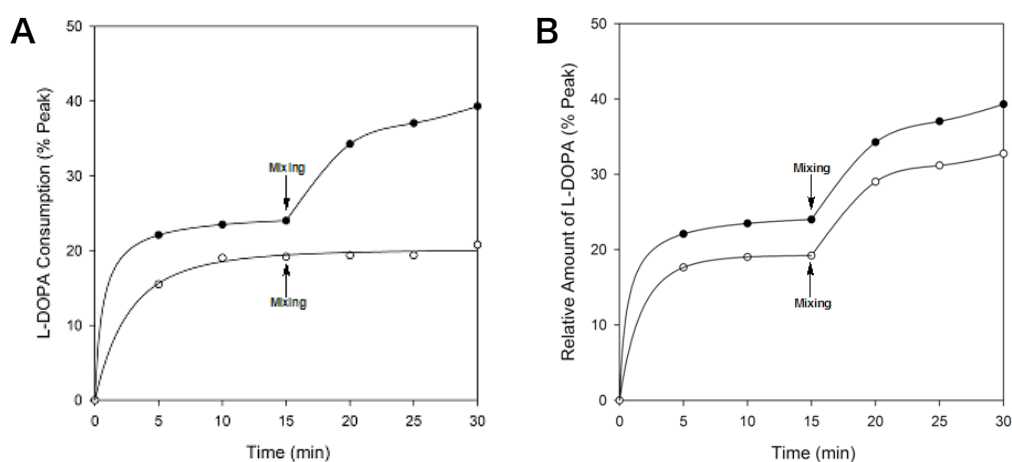 A
L-DOPA Consumption (% Peak)
50
40
30
20
10
0
Mixing
Mixing
0 5 10 15 20 25 30
Time (min)
B
Relative Amount of L-DOPA (% Peak)
50
40
30
20
10
0
Mixing
Mixing
0 5 10 15 20 25 30
Time (min)